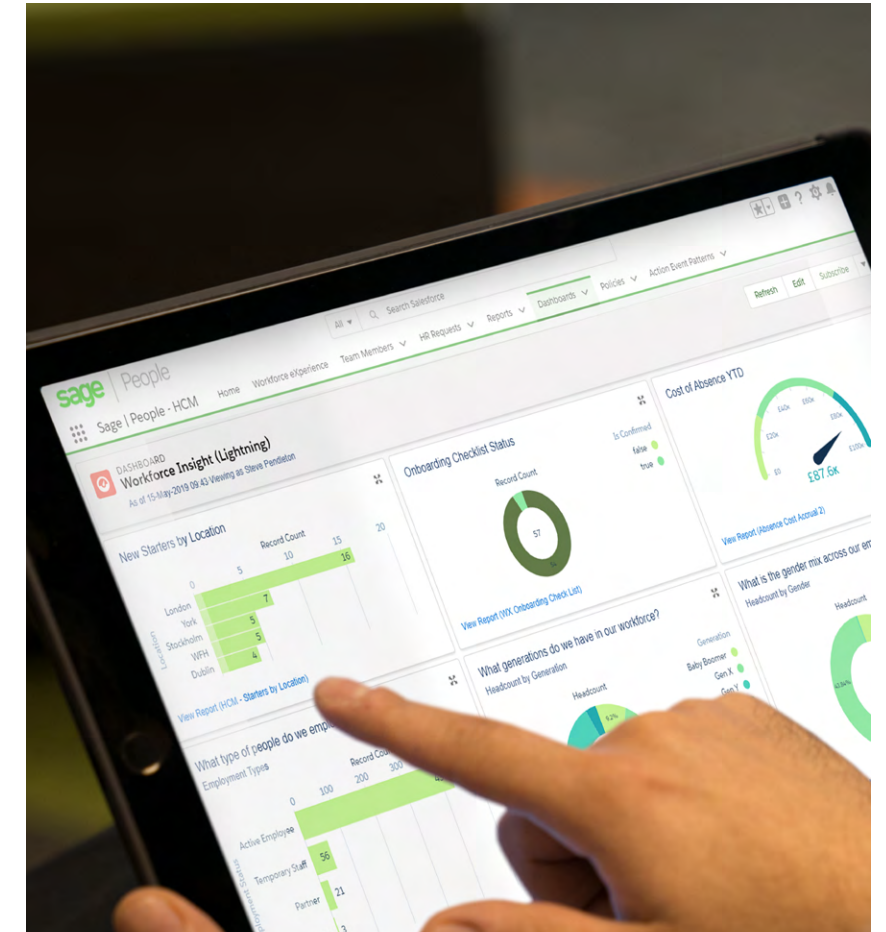 All Search Salesforce
sage People
Sage | People - HCM Home Workforce eXperience Team Members HR Requests Reports Dashboards Policies Action Event Patterns
DASHBOARD
Workforce Insight (Lightning)
As of 15-May-2019 09:43 Viewing as Steve Pendleton
Refresh Edit Subscribe
New Starters by Location
Record Count
0 5 10 15 20
Location
London 16
York 7
Stockholm 5
WFH 5
Dublin 4
View Report (HCM - Starters by Location)
Onboarding Checklist Status
Record Count
Is Confirmed
false
true
57
View Report (WX Onboarding Check List)
Cost of Absence YTD
£0 £20k £40k £60k £80k £100k
£87.6K
View Report (Absence Cost Accrual 2)
What type of people do we
Employment Types
Record
0 100 200 300
Active Employee
Temporary Staff 56
Partner 21
3
What generations do we have in our workforce?
Headcount by Generation
Headcount
Generation
Baby Boomer
Gen X
Gen Y
9.2%
What is the gender mix across our
Headcount by Gender
Headcount